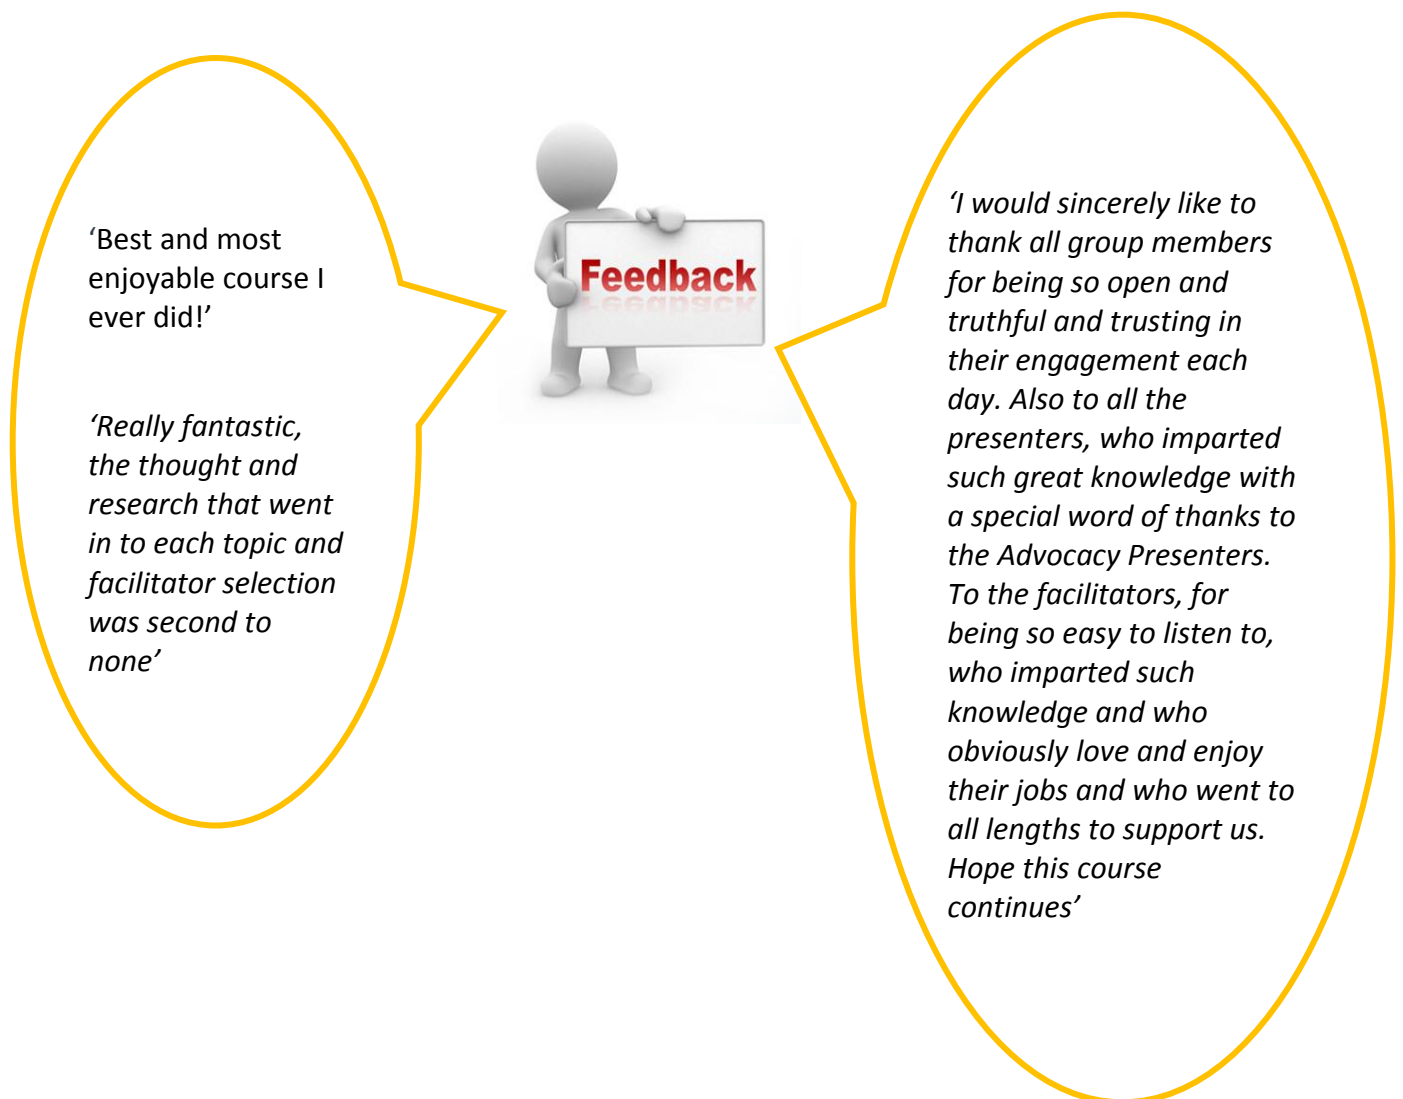 ‘Best and most
enjoyable course I
ever did!’
‘Really fantastic,
the thought and
research that went
in to each topic and
facilitator selection
was second to
none’
Feedback
‘I would sincerely like to
thank all group members
for being so open and
truthful and trusting in
their engagement each
day. Also to all the
presenters, who imparted
such great knowledge with
a special word of thanks to
the Advocacy Presenters.
To the facilitators, for
being so easy to listen to,
who imparted such
knowledge and who
obviously love and enjoy
their jobs and who went to
all lengths to support us.
Hope this course
continues’